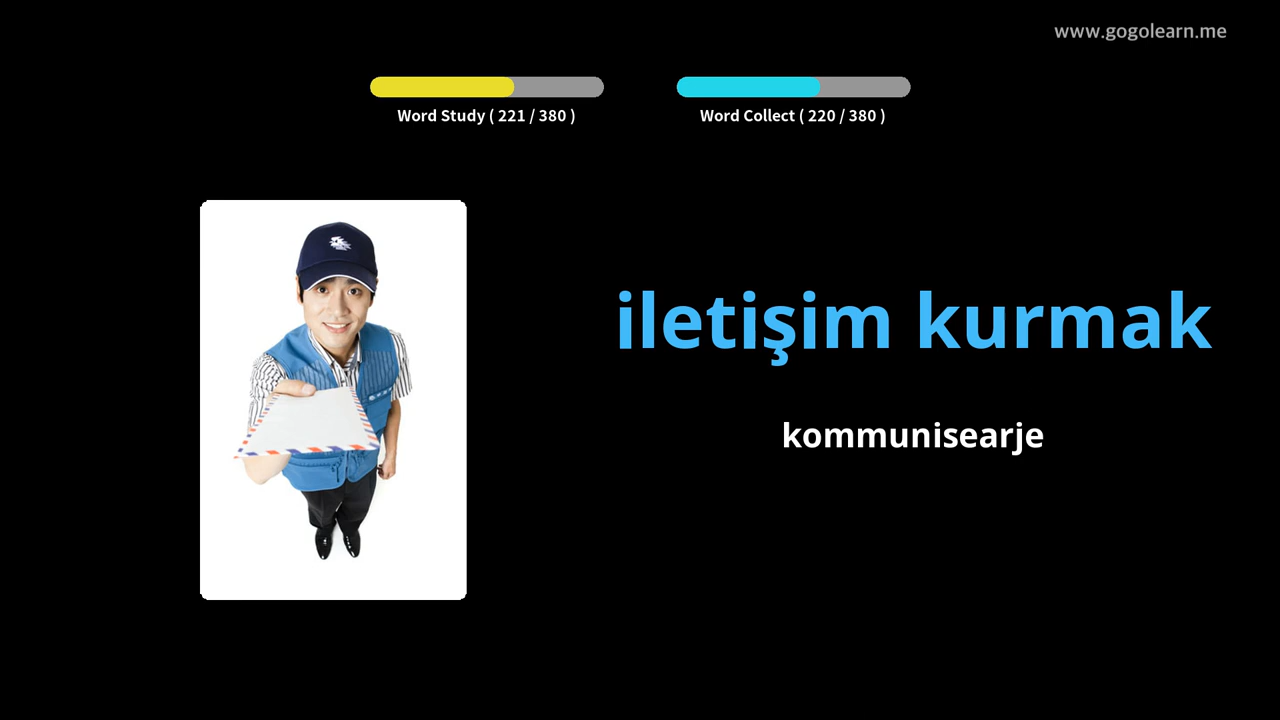 www.gogolearn.me
Word Study ( 221 / 380 )
Word Collect ( 220 / 380 )
iletişim kurmak
kommunisearje